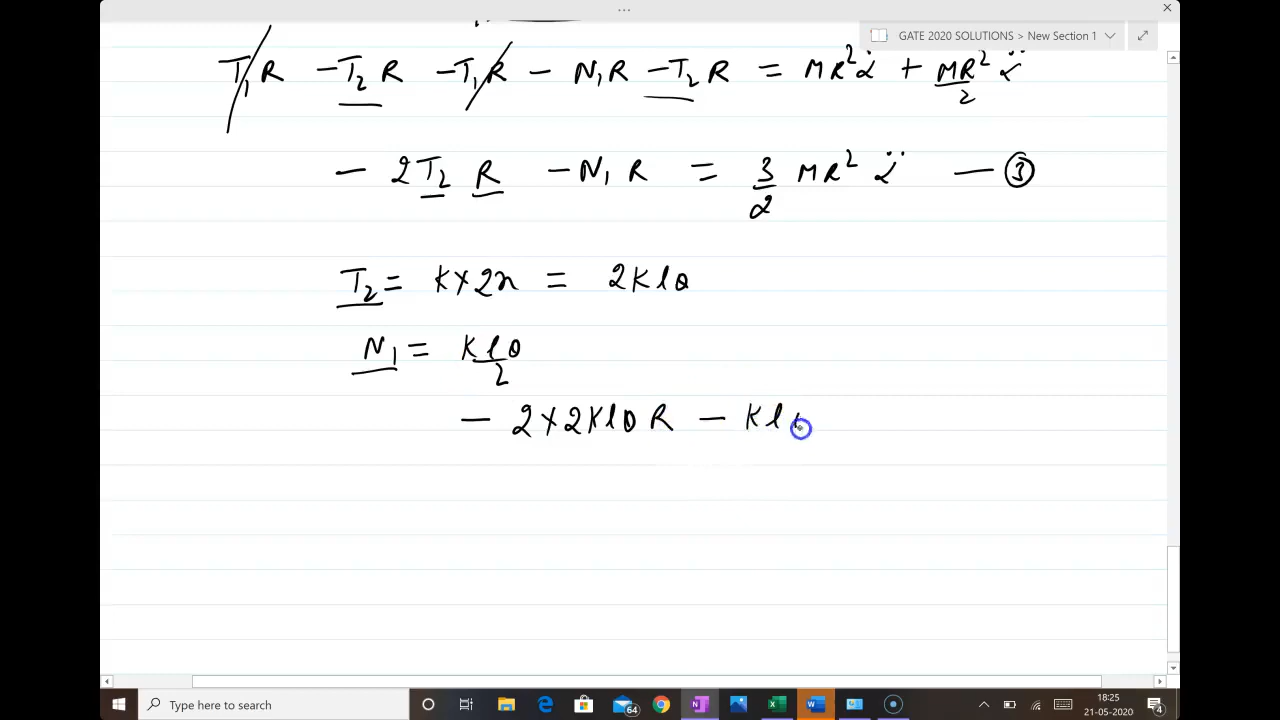 GATE 2020 SOLUTIONS > New Section 1
T₁R − T₂R − T₁R − N₁R − T₂R = MR²α̈ + MR²/2 α̈
− 2T₂R − N₁R = 3/2 MR² α̈ — ③
T₂ = K×2x = 2Klθ
N₁ = Klθ/2
− 2×2KlθR − Kl
Type here to search
64
18:25
21-05-2020
4